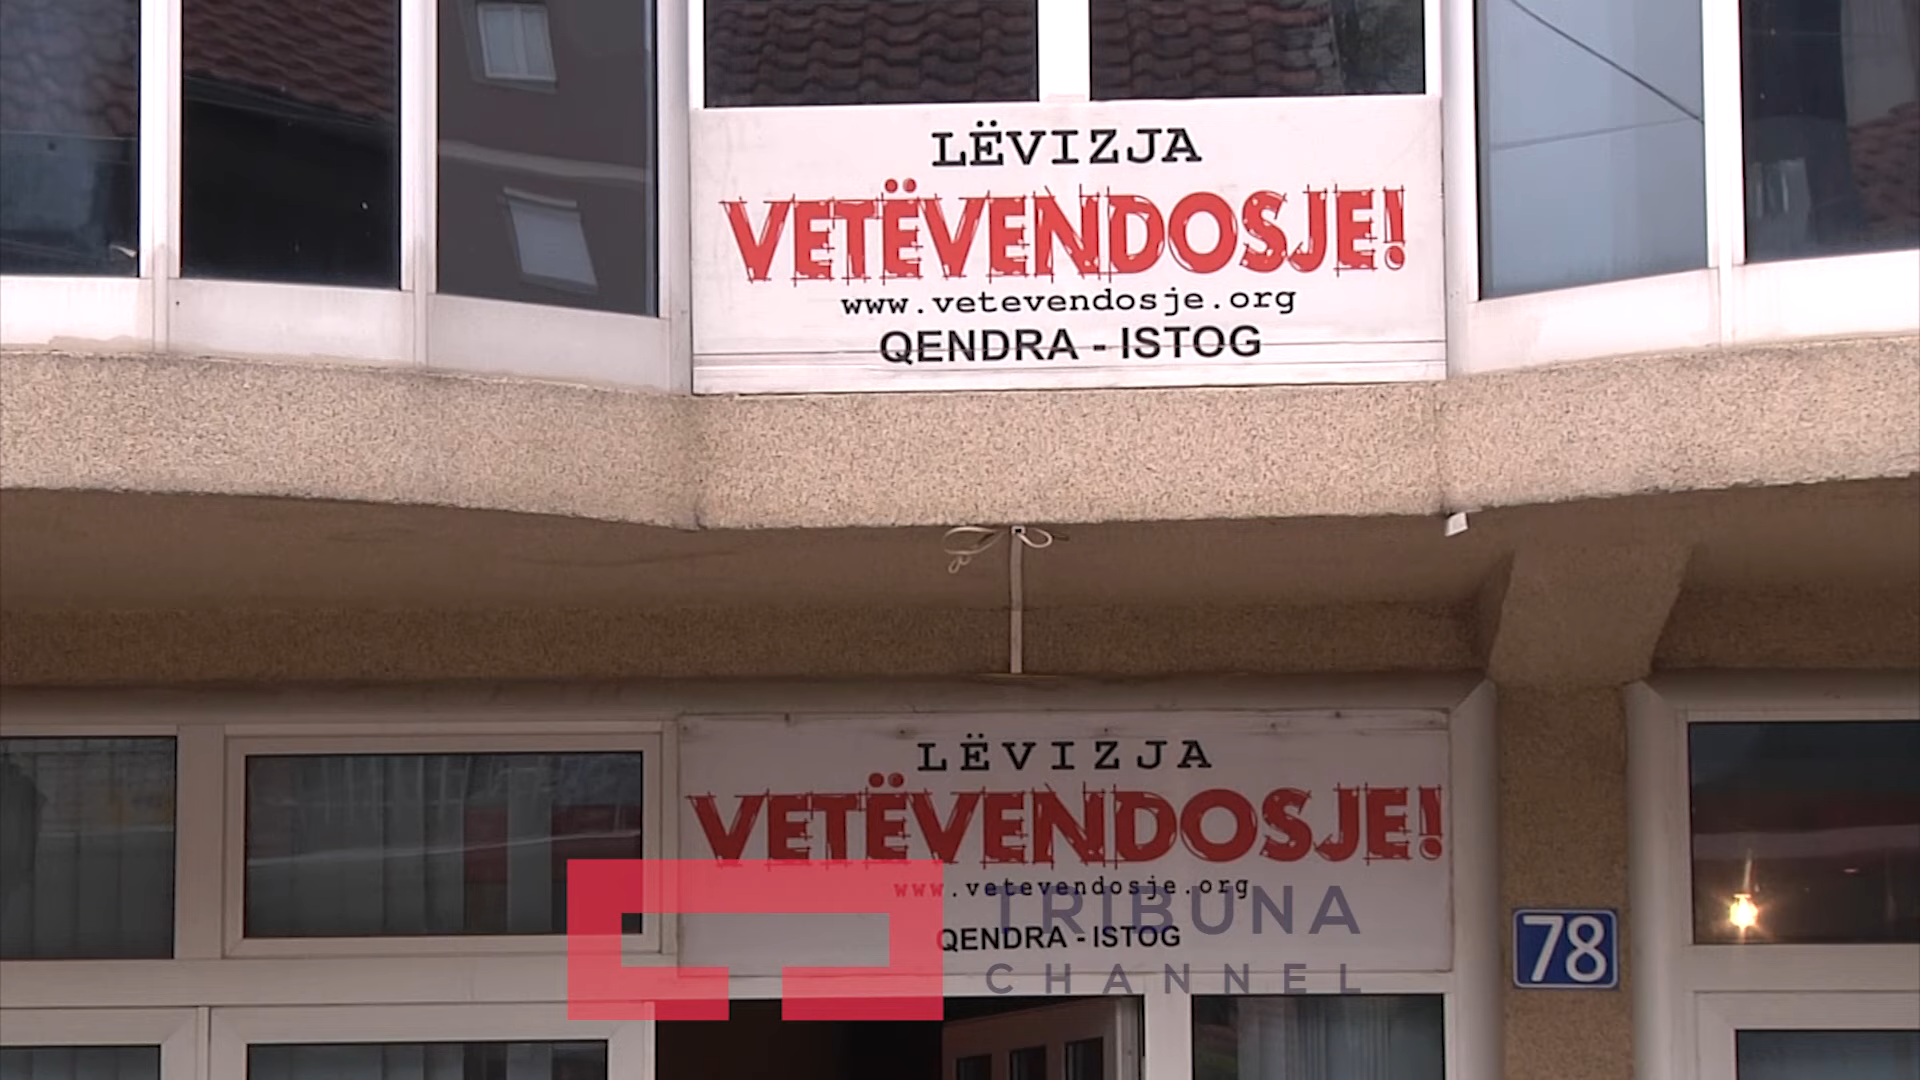 LËVIZJA
VETËVENDOSJE!
www.vetevendosje.org
QENDRA - ISTOG
LËVIZJA
VETËVENDOSJE!
www.vetevendosje.org
QENDRA - ISTOG
TRIBUNA
CHANNEL
78